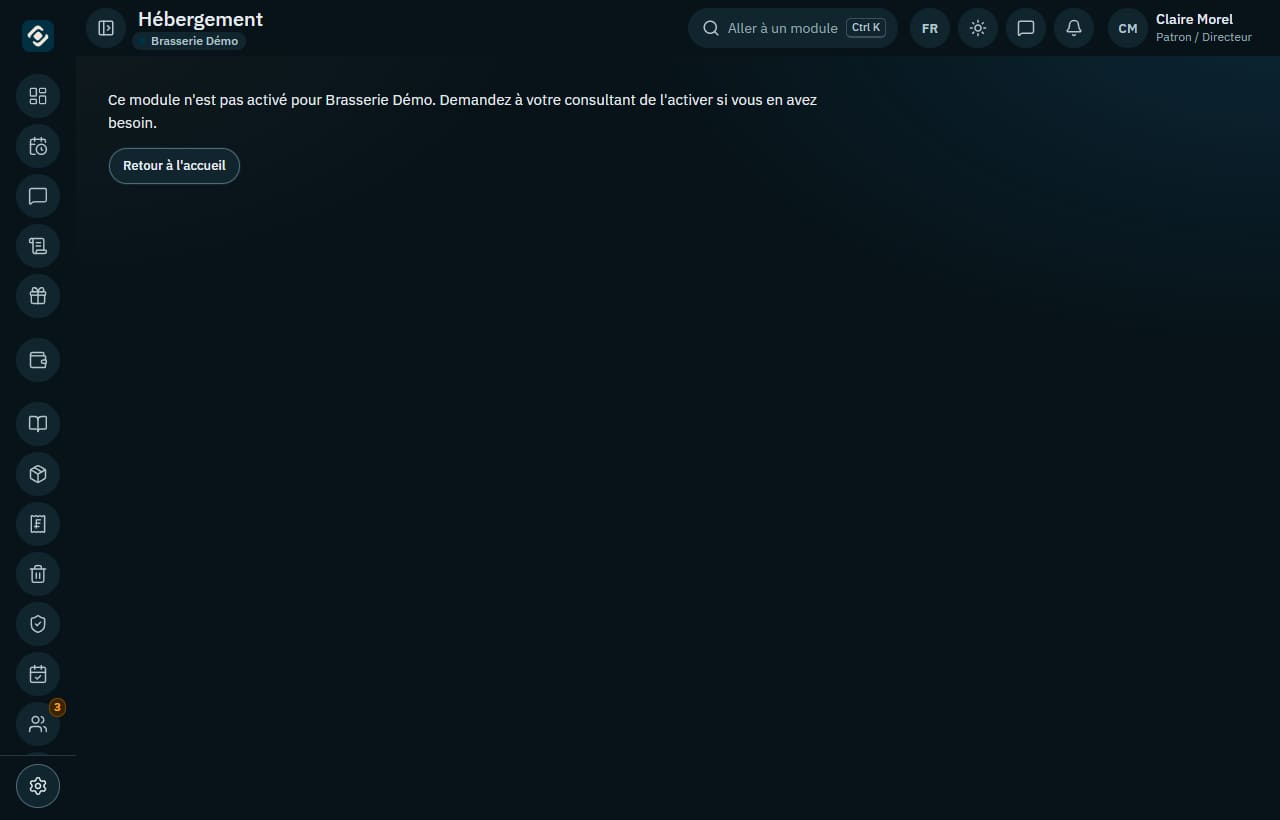 Hébergement
Brasserie Démo
Aller à un module Ctrl K
FR
CM
Claire Morel
Patron / Directeur
Ce module n'est pas activé pour Brasserie Démo. Demandez à votre consultant de l'activer si vous en avez
besoin.
Retour à l'accueil
3